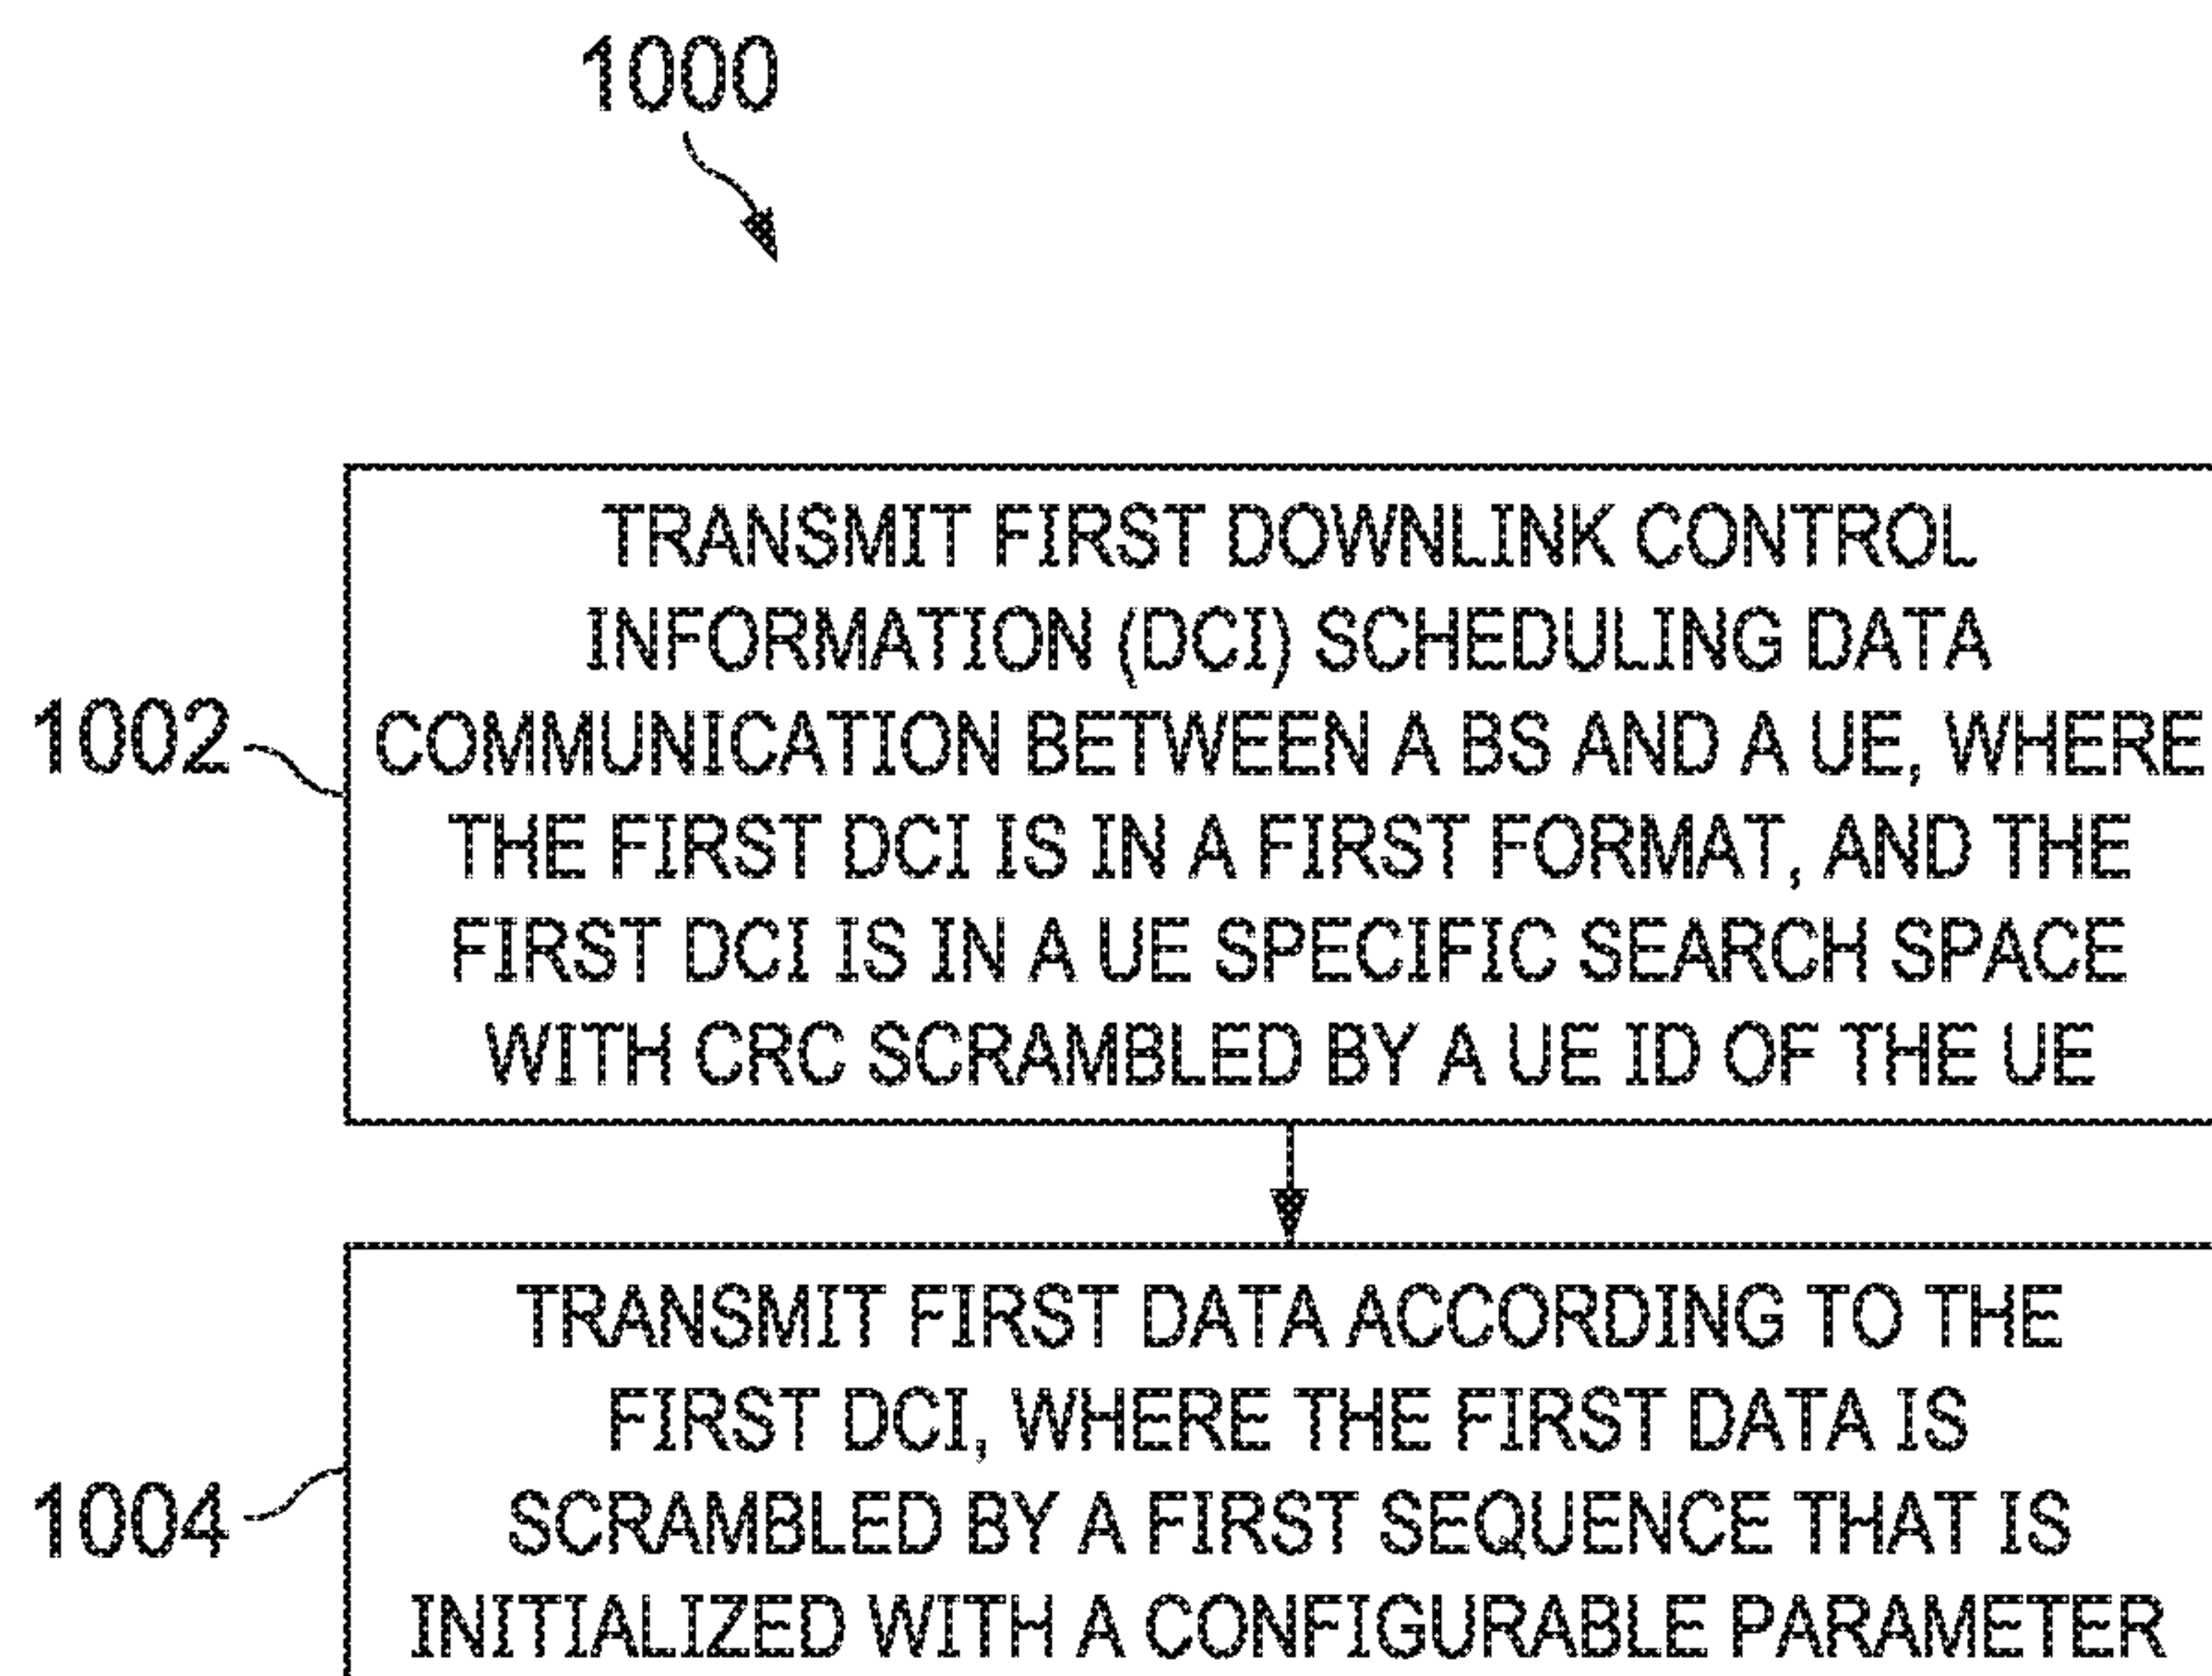 1000
TRANSMIT FIRST DOWNLINK CONTROL
INFORMATION (DCI) SCHEDULING DATA
1002
COMMUNICATION BETWEEN A BS AND A UE, WHERE
THE FIRST DCI IS IN A FIRST FORMAT, AND THE
FIRST DCI IS IN A UE SPECIFIC SEARCH SPACE
WITH CRC SCRAMBLED BY A UE ID OF THE UE
TRANSMIT FIRST DATA ACCORDING TO THE
FIRST DCI, WHERE THE FIRST DATA IS
1004
SCRAMBLED BY A FIRST SEQUENCE THAT IS
INITIALIZED WITH A CONFIGURABLE PARAMETER